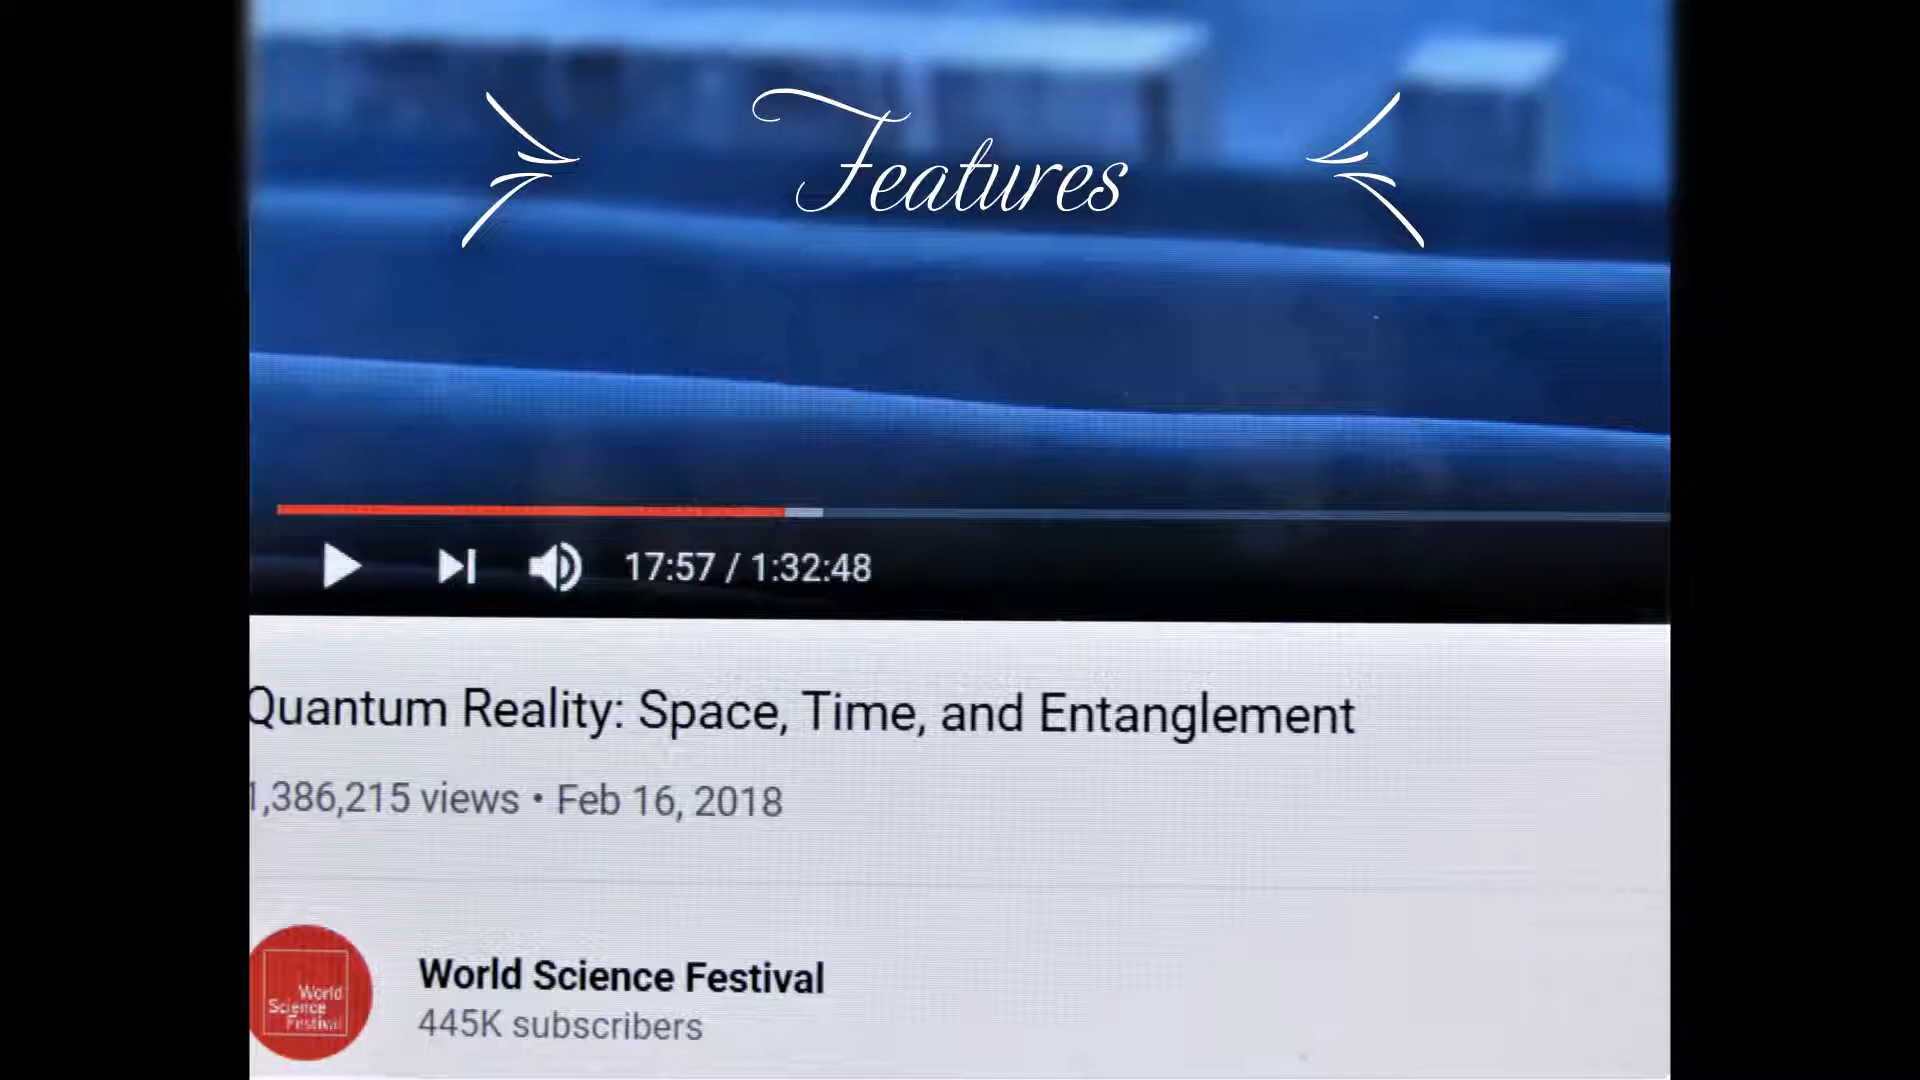 Features
17:57 / 1:32:48
Quantum Reality: Space, Time, and Entanglement
1,386,215 views • Feb 16, 2018
World Science Festival
445K subscribers
World
Science
Festival